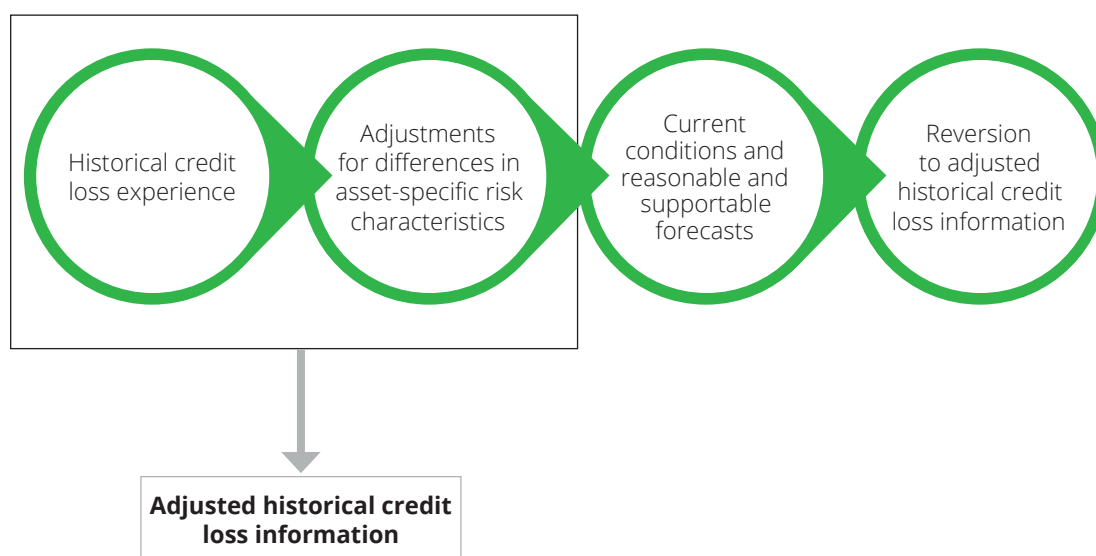 Historical credit
loss experience
Adjustments
for differences in
asset-specific risk
characteristics
Current
conditions and
reasonable and
supportable
forecasts
Reversion
to adjusted
historical credit
loss information
Adjusted historical credit
loss information